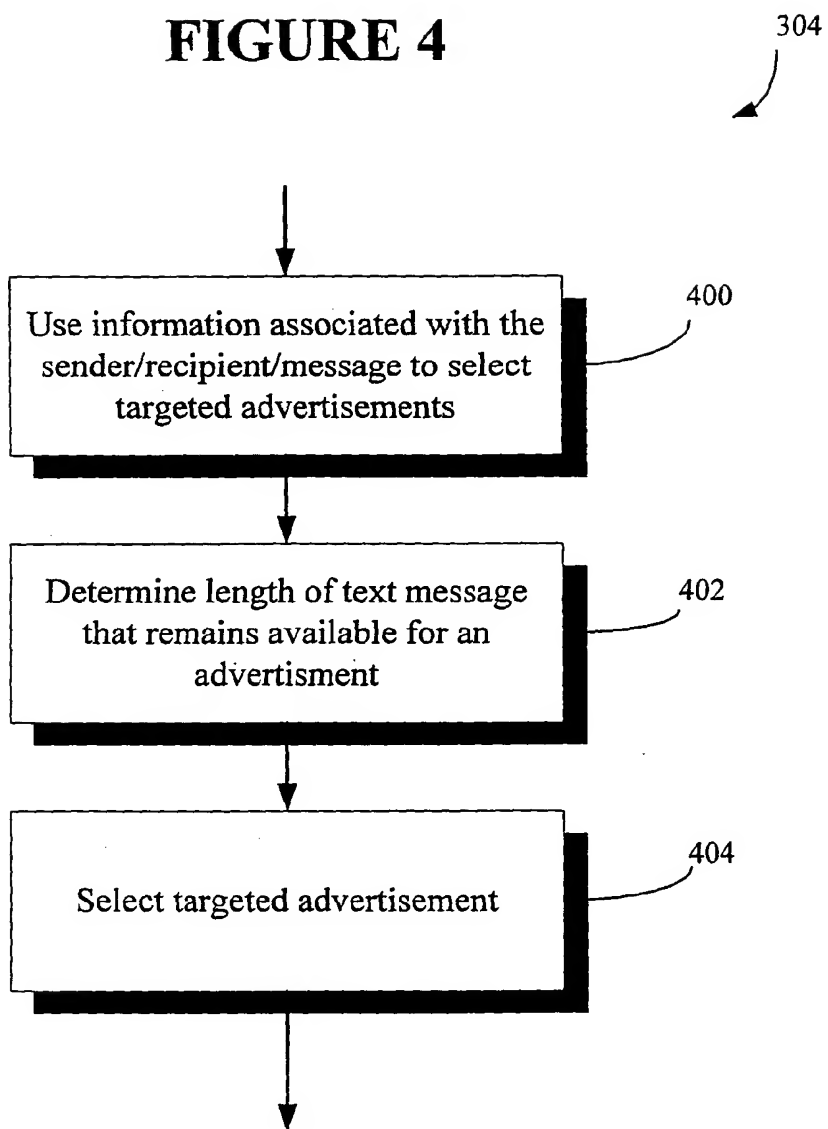 FIGURE 4
304
Use information associated with the
sender/recipient/message to select
targeted advertisements
400
Determine length of text message
that remains available for an
advertisment
402
Select targeted advertisement
404